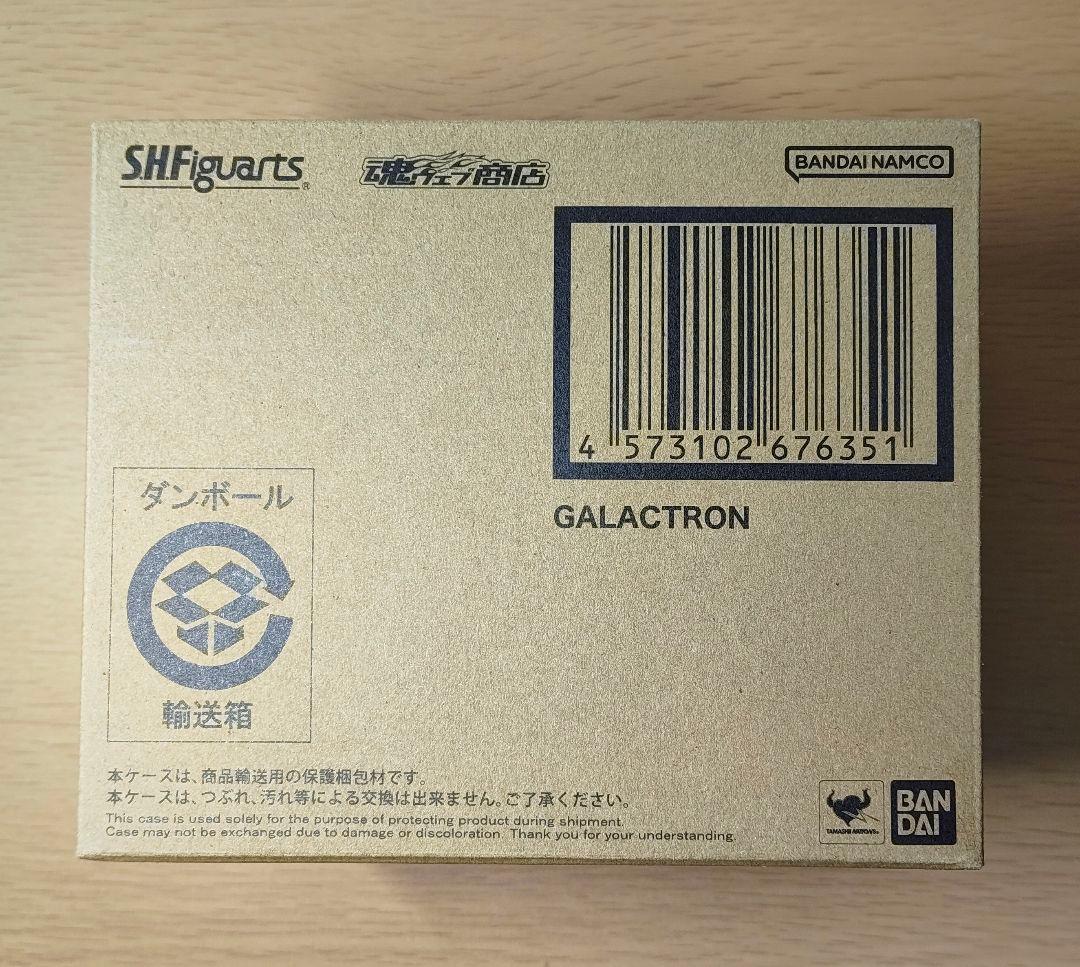 S.H.Figuarts
魂ウェブ商店
BANDAI NAMCO
4 573102 676351
GALACTRON
ダンボール
輸送箱
本ケースは、商品輸送用の保護梱包材です。
本ケースは、つぶれ、汚れ等による交換は出来ません。ご了承ください。
This case is used solely for the purpose of protecting product during shipment.
Case may not be exchanged due to damage or discoloration. Thank you for your understanding.
TAMASHII NATIONS
BAN
DAI